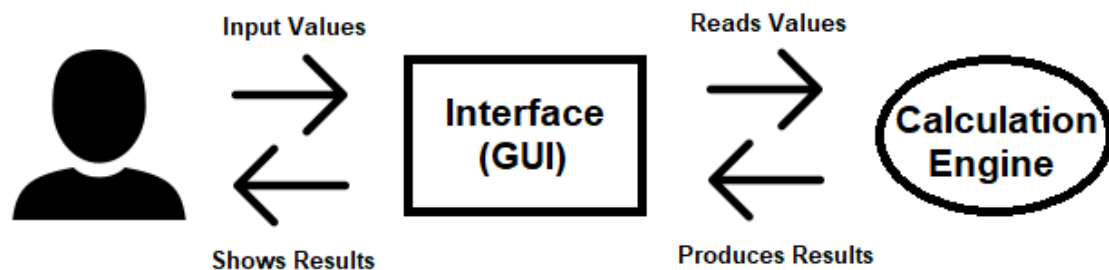 Input Values
Reads Values
Interface
(GUI)
Calculation
Engine
Shows Results
Produces Results